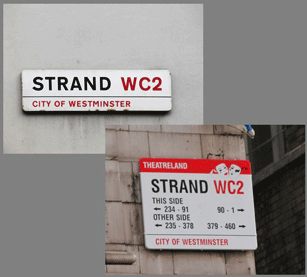 STRAND WC2
CITY OF WESTMINSTER
THEATRELAND
STRAND WC2
THIS SIDE
← 234 - 91 90 - 1 →
OTHER SIDE
← 235 - 378 379 - 460 →
CITY OF WESTMINSTER